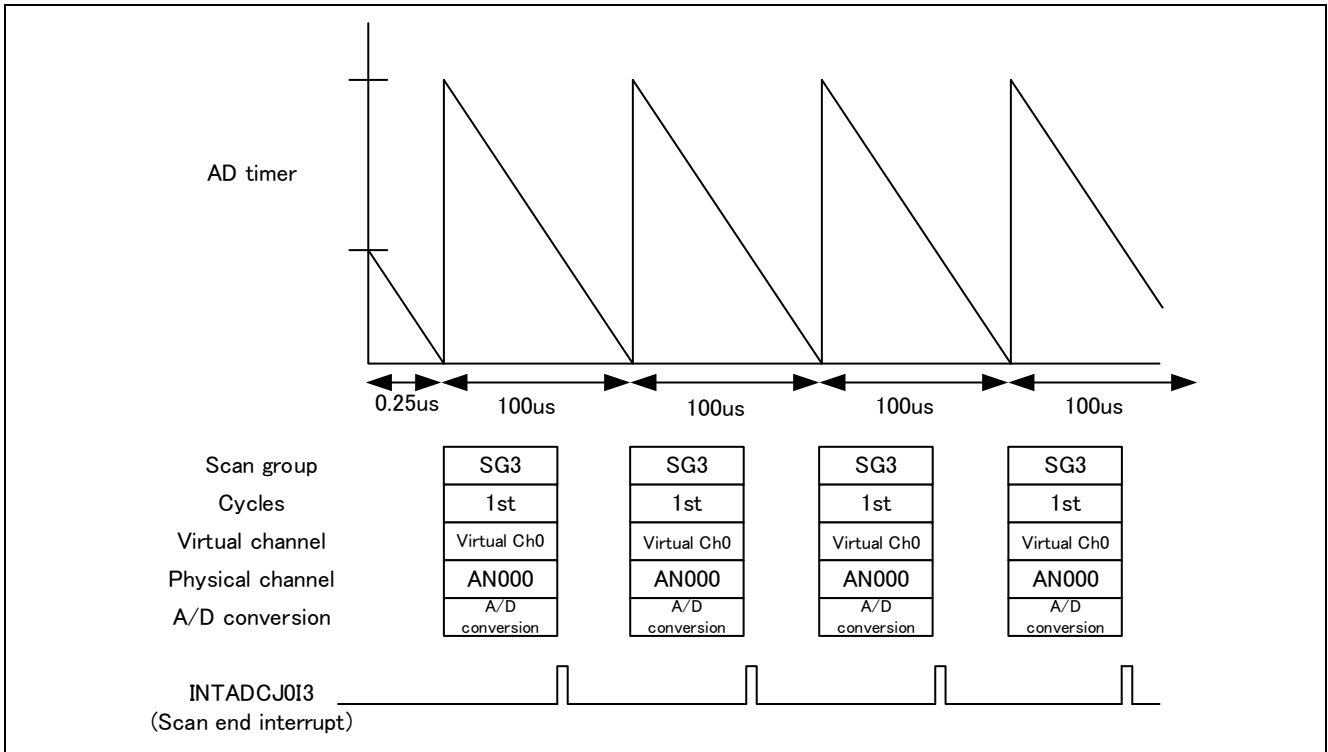 AD timer
0.25us
100us
100us
100us
100us
Scan group
SG3
SG3
SG3
SG3
Cycles
1st
1st
1st
1st
Virtual channel
Virtual Ch0
Virtual Ch0
Virtual Ch0
Virtual Ch0
Physical channel
AN000
AN000
AN000
AN000
A/D conversion
A/D
conversion
A/D
conversion
A/D
conversion
A/D
conversion
INTADCJ0I3
(Scan end interrupt)